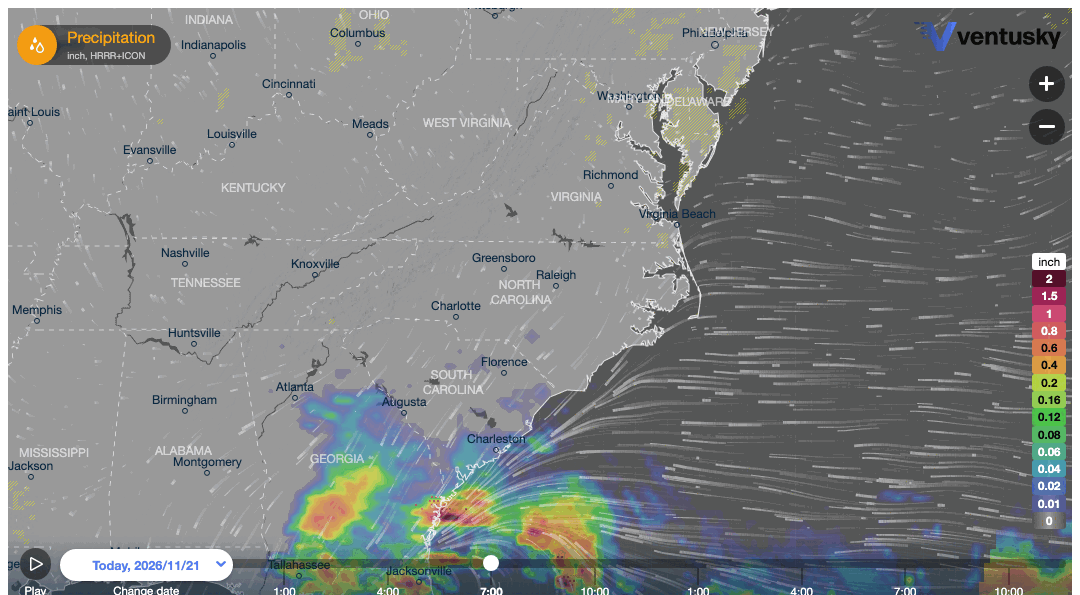 Precipitation
inch, HRRR+ICON
ventusky
INDIANA
OHIO
Columbus
Indianapolis
Philadelphia
NEW JERSEY
Cincinnati
Washington
MARYLAND
DELAWARE
aint Louis
Meads
WEST VIRGINIA
Louisville
Evansville
Richmond
KENTUCKY
VIRGINIA
Virginia Beach
Nashville
Knoxville
Greensboro
Raleigh
TENNESSEE
NORTH
CAROLINA
Memphis
Charlotte
Huntsville
Florence
SOUTH
CAROLINA
Atlanta
Birmingham
Augusta
Charleston
MISSISSIPPI
ALABAMA
GEORGIA
Jackson
Montgomery
Tallahassee
Jacksonville
inch
2
1.5
1
0.8
0.6
0.4
0.2
0.16
0.12
0.08
0.06
0.04
0.02
0.01
0
Today, 2026/11/21
Play
Change date
1:00
4:00
7:00
10:00
1:00
4:00
7:00
10:00